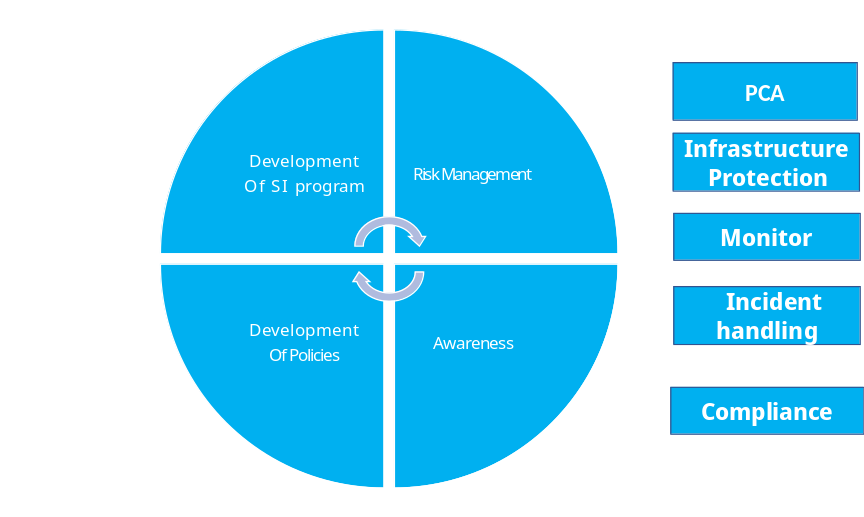 Development
Of SI program
Risk Management
Development
Of Policies
Awareness
PCA
Infrastructure
Protection
Monitor
Incident
handling
Compliance